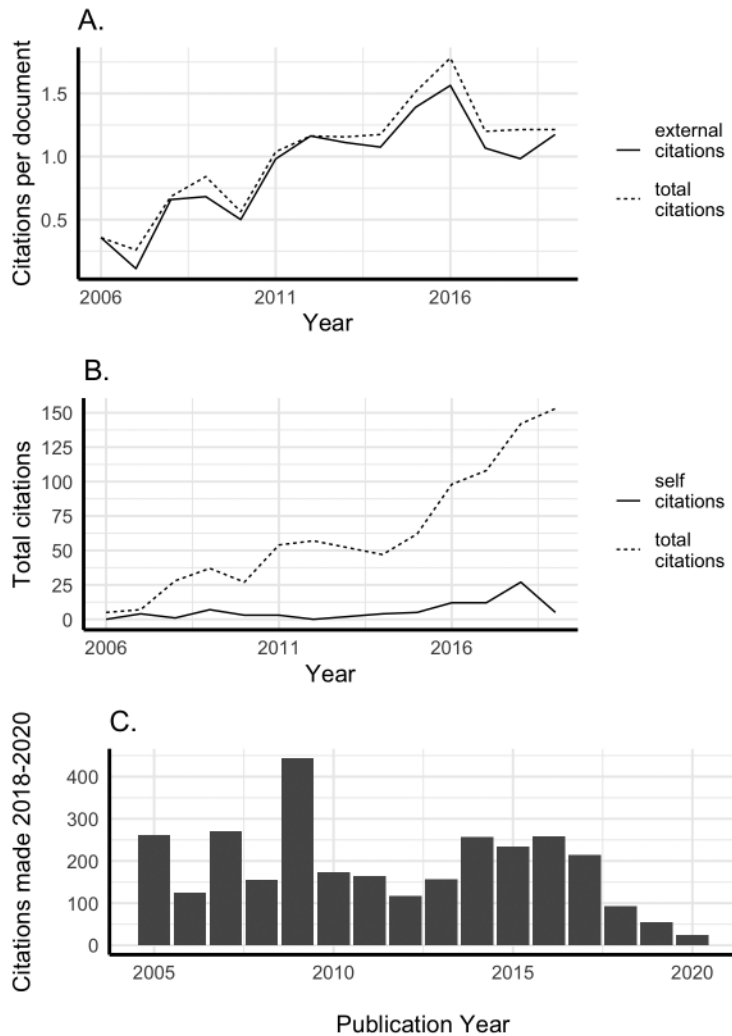 A.
Citations per document
1.5
1.0
0.5
2006
2011
2016
Year
external
citations
total
citations
B.
Total citations
150
125
100
75
50
25
0
2006
2011
2016
Year
self
citations
total
citations
C.
Citations made 2018-2020
400
300
200
100
0
2005
2010
2015
2020
Publication Year